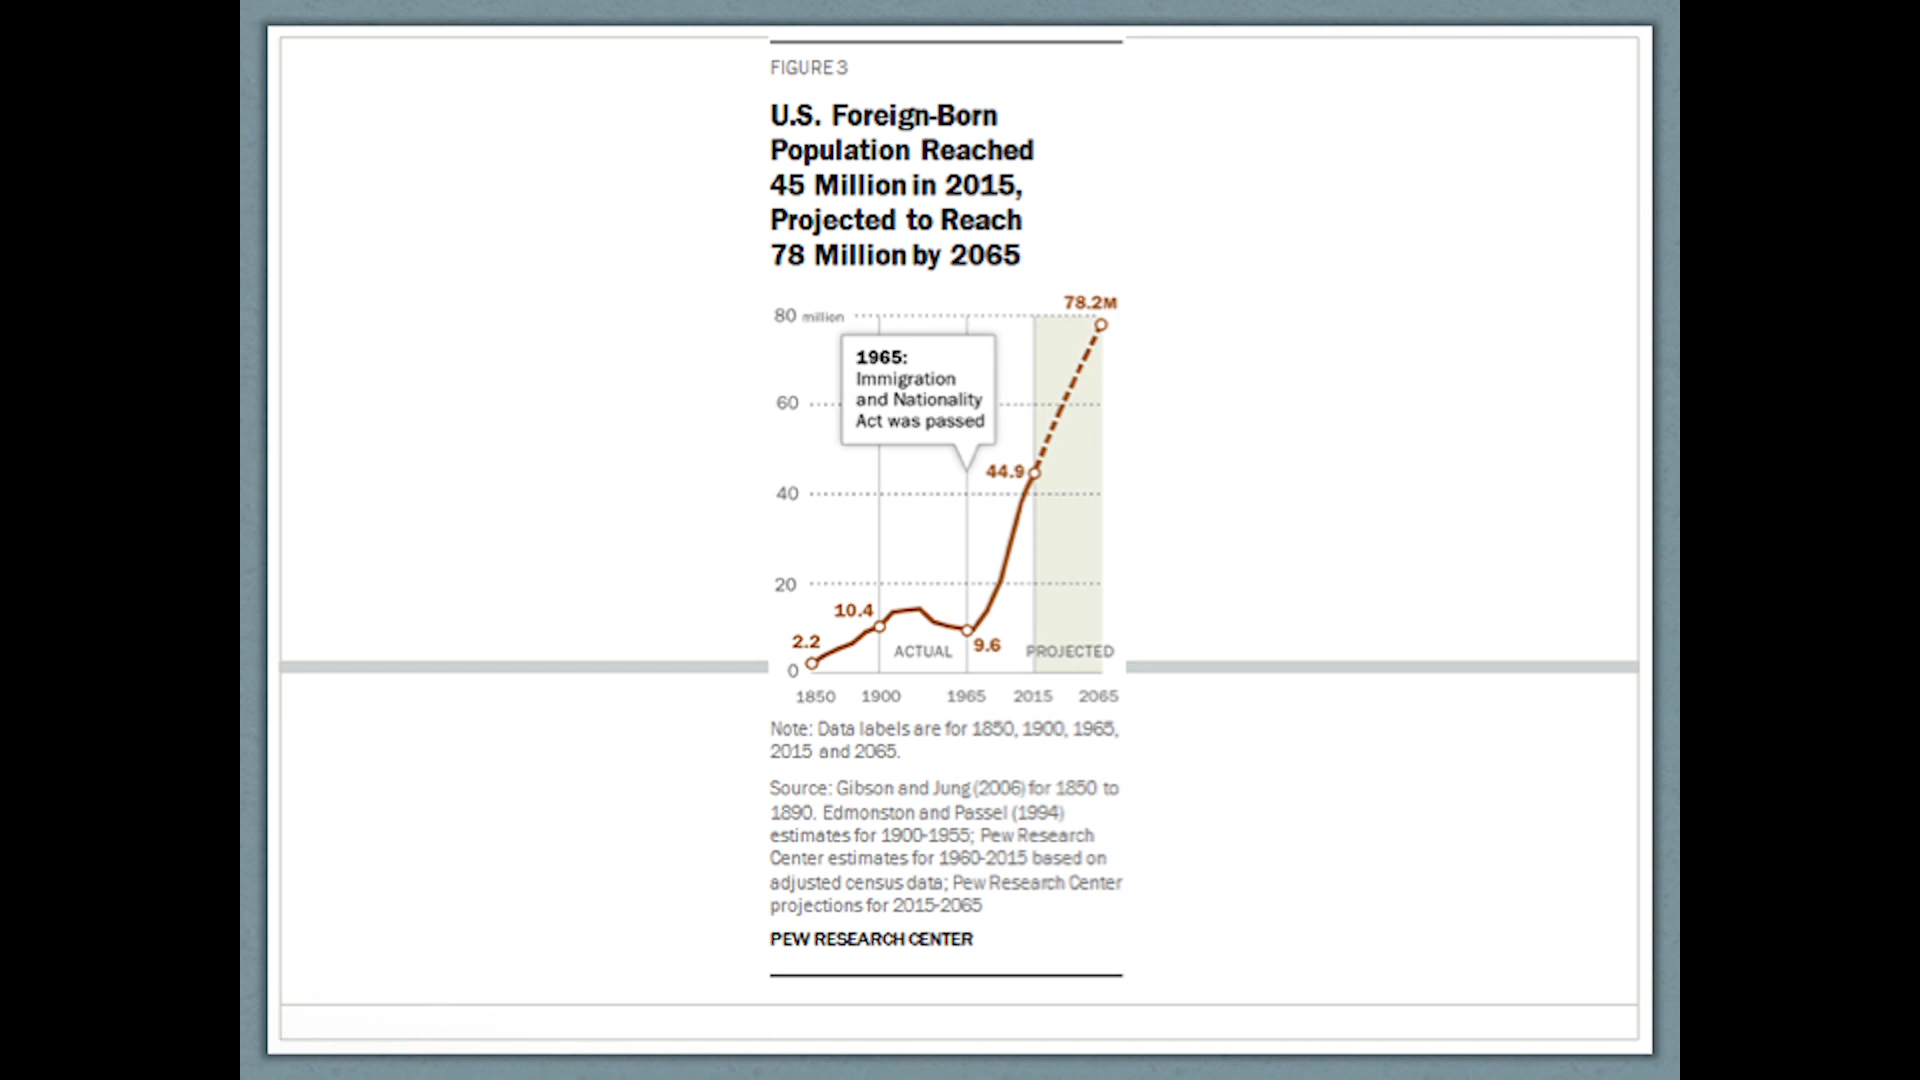 FIGURE 3
U.S. Foreign-Born
Population Reached
45 Million in 2015,
Projected to Reach
78 Million by 2065
78.2M
80 million
1965:
Immigration
and Nationality
Act was passed
60
44.9
40
20
10.4
2.2
9.6
ACTUAL
PROJECTED
0
1850 1900 1965 2015 2065
Note: Data labels are for 1850, 1900, 1965,
2015 and 2065.
Source: Gibson and Jung (2006) for 1850 to
1890. Edmonston and Passel (1994)
estimates for 1900-1955; Pew Research
Center estimates for 1960-2015 based on
adjusted census data; Pew Research Center
projections for 2015-2065
PEW RESEARCH CENTER